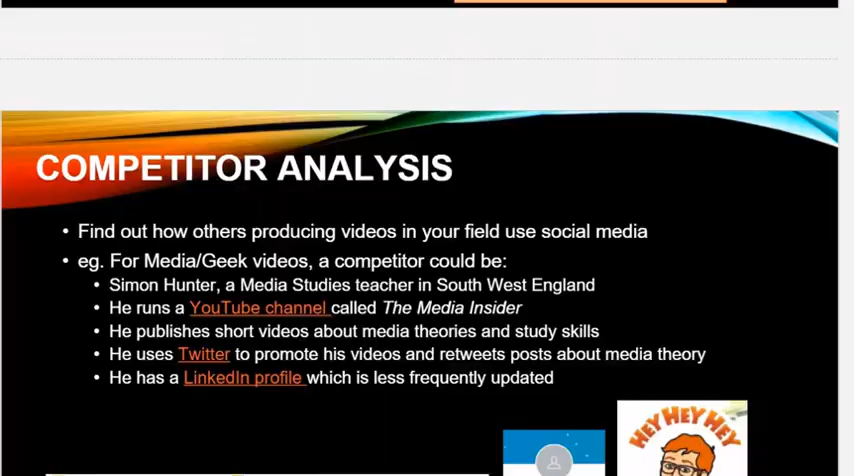 COMPETITOR ANALYSIS
• Find out how others producing videos in your field use social media
• eg. For Media/Geek videos, a competitor could be:
• Simon Hunter, a Media Studies teacher in South West England
• He runs a YouTube channel called The Media Insider
• He publishes short videos about media theories and study skills
• He uses Twitter to promote his videos and retweets posts about media theory
• He has a LinkedIn profile which is less frequently updated
HEY HEY HEY